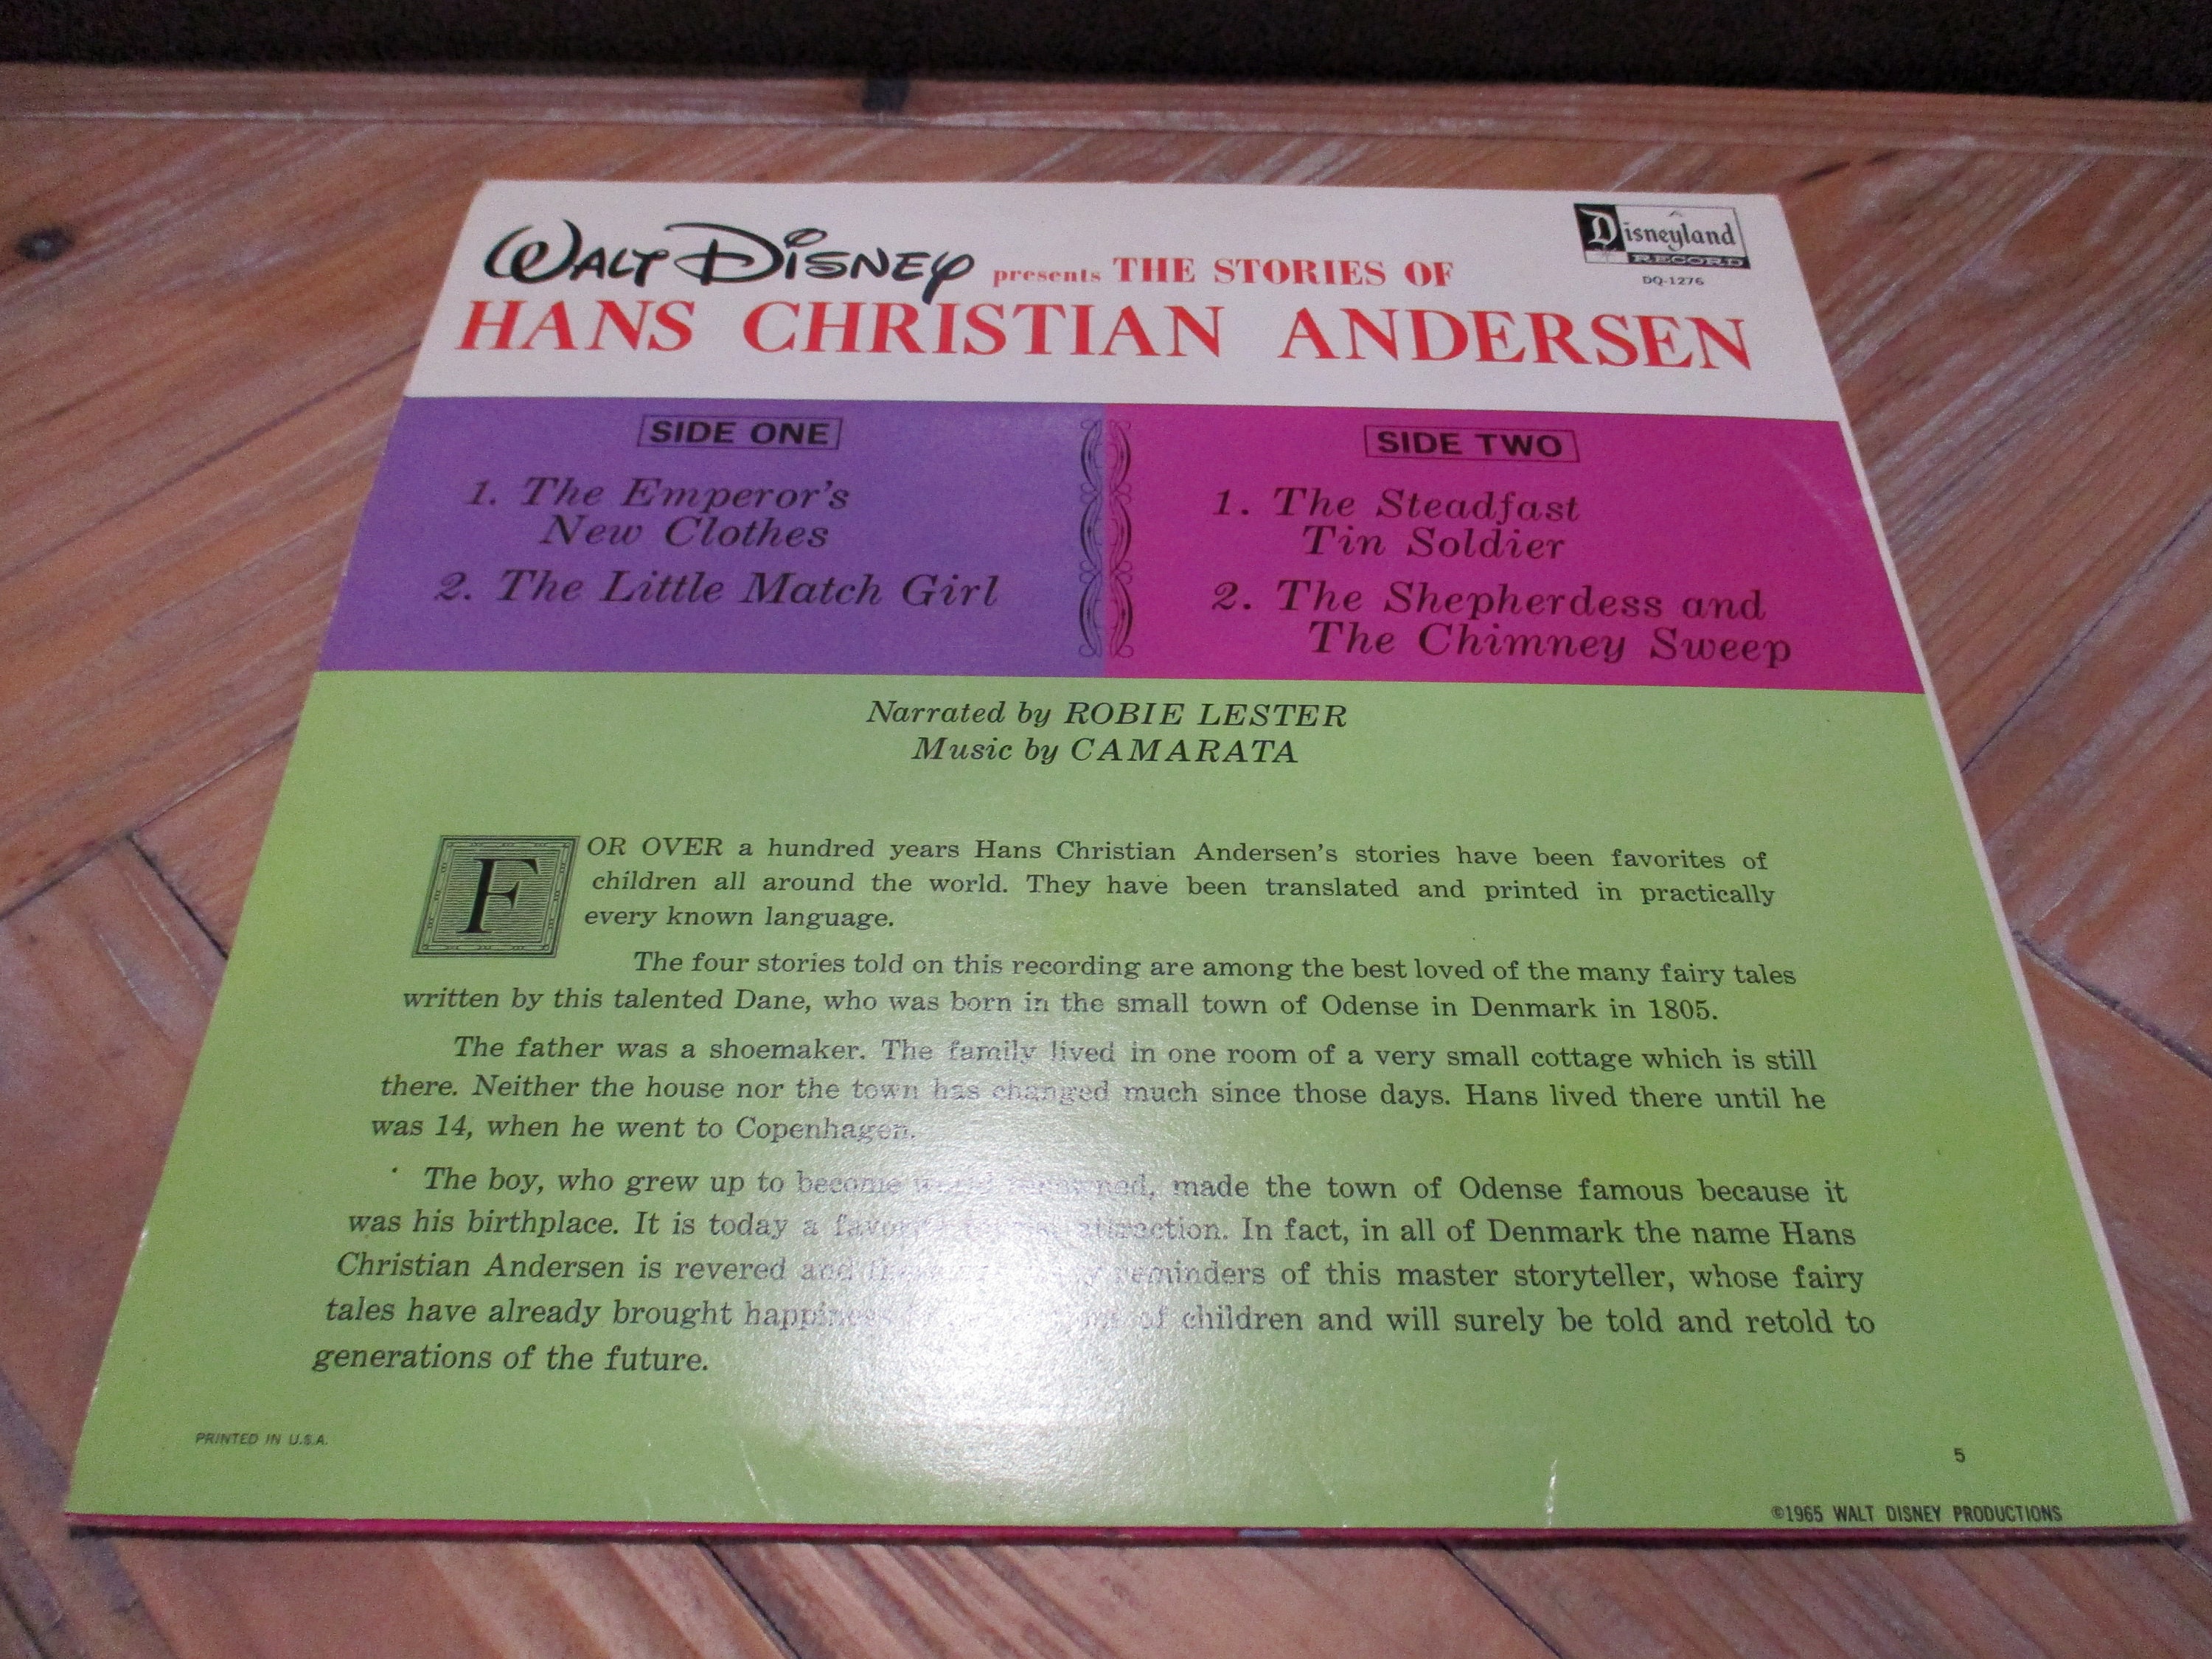 WALT DISNEY presents THE STORIES OF
HANS CHRISTIAN ANDERSEN
Disneyland
RECORD
DQ-1276
SIDE ONE
1. The Emperor's
New Clothes
2. The Little Match Girl
SIDE TWO
1. The Steadfast
Tin Soldier
2. The Shepherdess and
The Chimney Sweep
Narrated by ROBIE LESTER
Music by CAMARATA
FOR OVER a hundred years Hans Christian Andersen's stories have been favorites of
children all around the world. They have been translated and printed in practically
every known language.
The four stories told on this recording are among the best loved of the many fairy tales
written by this talented Dane, who was born in the small town of Odense in Denmark in 1805.
The father was a shoemaker. The family lived in one room of a very small cottage which is still
there. Neither the house nor the town has changed much since those days. Hans lived there until he
was 14, when he went to Copenhagen.
The boy, who grew up to become made the town of Odense famous because it
was his birthplace. It is today a attraction. In fact, in all of Denmark the name Hans
Christian Andersen is revered and reminders of this master storyteller, whose fairy
tales have already brought happiness of children and will surely be told and retold to
generations of the future.
PRINTED IN U.S.A.
5
©1965 WALT DISNEY PRODUCTIONS